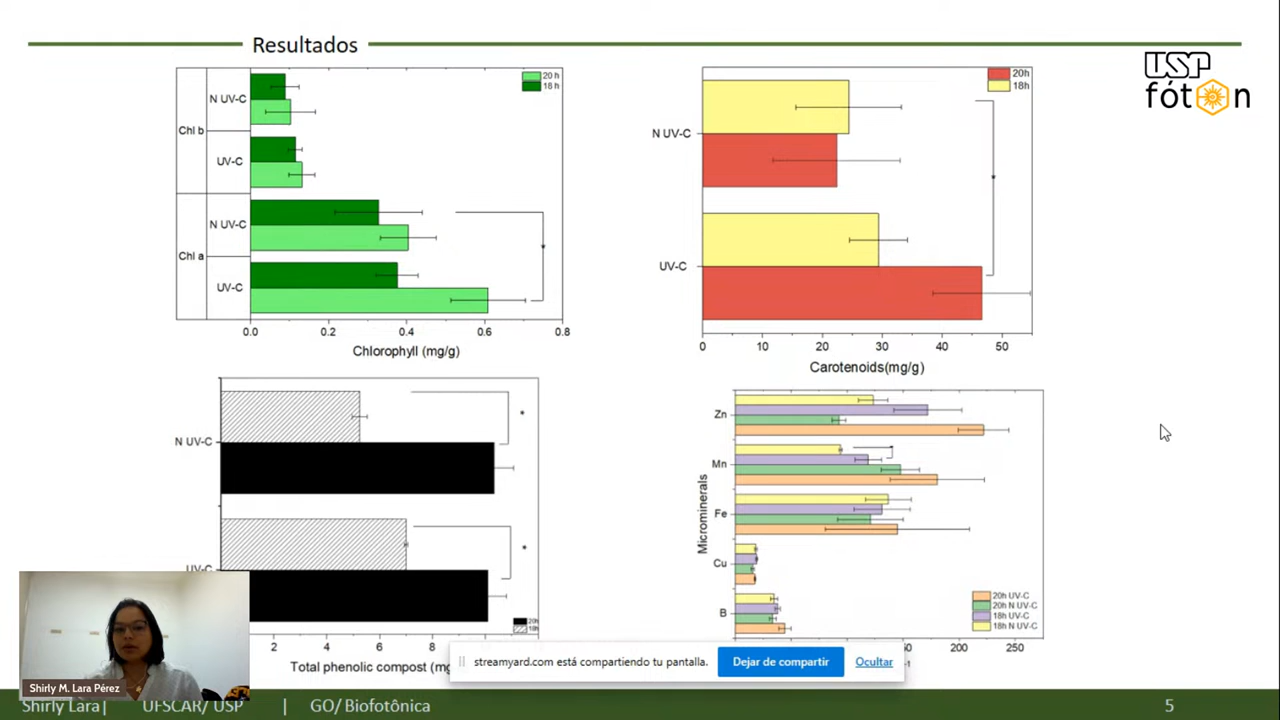 Resultados
USP
fóton
20 h
18 h
N UV-C
Chl b
UV-C
N UV-C
Chl a
UV-C
0.0 0.2 0.4 0.6 0.8
Chlorophyll (mg/g)
20h
18h
N UV-C
UV-C
0 10 20 30 40 50
Carotenoids(mg/g)
*
*
N UV-C
*
*
20h
18h
2 4 6 8
Total phenolic compost (mg
Microminerals
Zn
Mn
Fe
Cu
B
20h UV-C
20h N UV-C
18h UV-C
18h N UV-C
200 250
streamyard.com está compartiendo tu pantalla.
Dejar de compartir
Ocultar
Shirly M. Lara Pérez
Shirly Lara| UFSCAR/ USP | GO/ Biofotônica 5